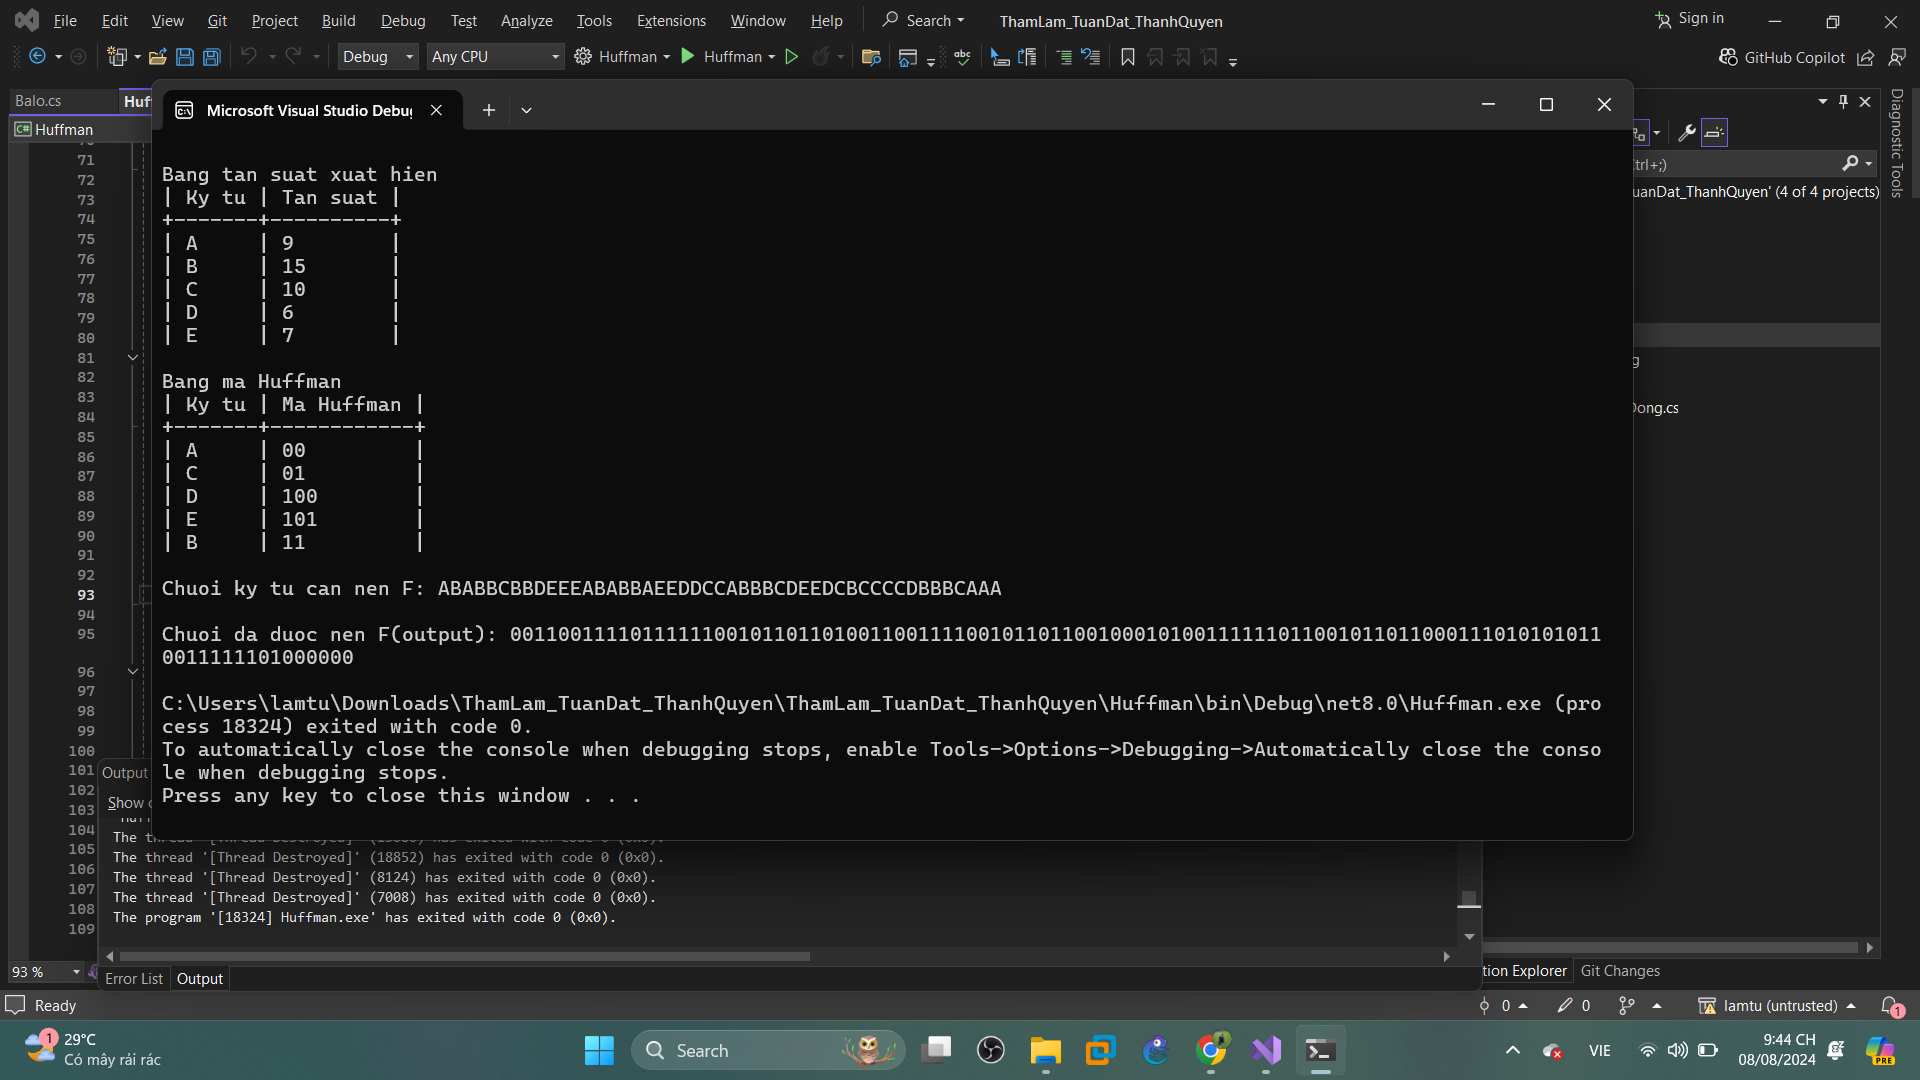 File Edit View Git Project Build Debug Test Analyze Tools Extensions Window Help Search ThamLam_TuanDat_ThanhQuyen Sign in
Debug Any CPU Huffman Huffman GitHub Copilot
Balo.cs Huff
Huffman
Microsoft Visual Studio Debug
Diagnostic Tools
trl+;)
uanDat_ThanhQuyen' (4 of 4 projects)
g
Dong.cs
71
72
73
74
75
76
77
78
79
80
81
82
83
84
85
86
87
88
89
90
91
92
93
94
95
96
97
98
99
100
101
102
103
104
105
106
107
108
109
Bang tan suat xuat hien
| Ky tu | Tan suat |
+-------+----------+
| A     | 9        |
| B     | 15       |
| C     | 10       |
| D     | 6        |
| E     | 7        |
Bang ma Huffman
| Ky tu | Ma Huffman |
+-------+------------+
| A     | 00         |
| C     | 01         |
| D     | 100        |
| E     | 101        |
| B     | 11         |
Chuoi ky tu can nen F: ABABBCBBDEEEABABBAEEDDCCABBBCDEEDCBCCCCDBBBCAAA
Chuoi da duoc nen F(output): 0011001111011111100101101101001100111100101101100100010100111111011001011011000111010101011
001111101000000
C:\Users\lamtu\Downloads\ThamLam_TuanDat_ThanhQuyen\ThamLam_TuanDat_ThanhQuyen\Huffman\bin\Debug\net8.0\Huffman.exe (pro
cess 18324) exited with code 0.
To automatically close the console when debugging stops, enable Tools->Options->Debugging->Automatically close the conso
le when debugging stops.
Press any key to close this window . . .
Output
Show
The
The thread '[Thread Destroyed]' (18852) has exited with code 0 (0x0).
The thread '[Thread Destroyed]' (8124) has exited with code 0 (0x0).
The thread '[Thread Destroyed]' (7008) has exited with code 0 (0x0).
The program '[18324] Huffman.exe' has exited with code 0 (0x0).
93 %
Error List Output
tion Explorer Git Changes
Ready 0 0 lamtu (untrusted) 1
1 29°C
Có mây rải rác
Search
VIE
9:44 CH
08/08/2024
PRE